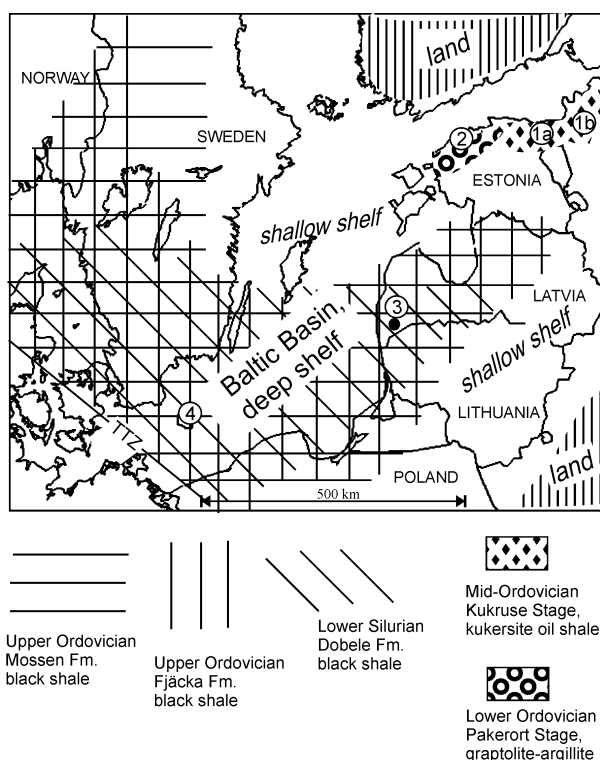 land
NORWAY
1b
2
1a
SWEDEN
ESTONIA
shallow shelf
LATVIA
3
Baltic Basin,
deep shelf
shallow shelf
4
LITHUANIA
TTZ
land
POLAND
500 km
Upper Ordovician
Mossen Fm.
black shale
Upper Ordovician
Fjäcka Fm.
black shale
Lower Silurian
Dobele Fm.
black shale
Mid-Ordovician
Kukruse Stage,
kukersite oil shale
Lower Ordovician
Pakerort Stage,
graptolite-argillite